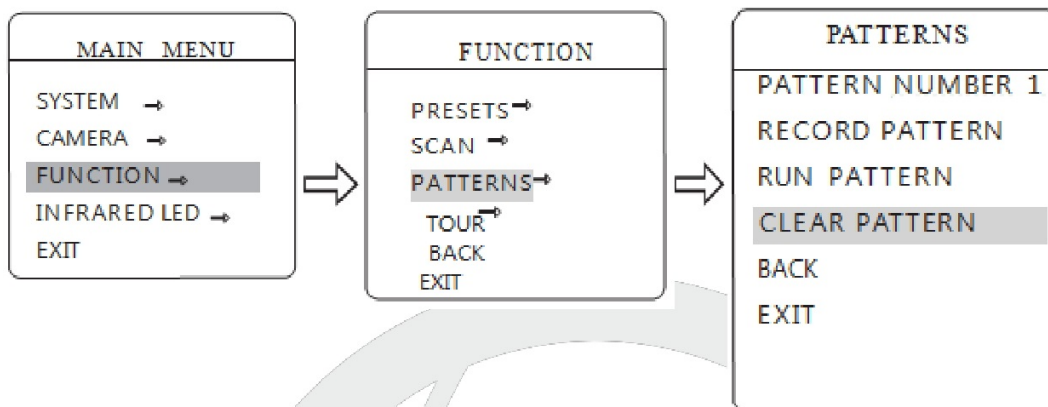 MAIN MENU
SYSTEM →
CAMERA →
FUNCTION →
INFRARED LED →
EXIT
FUNCTION
PRESETS→
SCAN →
PATTERNS→
TOUR→
BACK
EXIT
PATTERNS
PATTERN NUMBER 1
RECORD PATTERN
RUN PATTERN
CLEAR PATTERN
BACK
EXIT